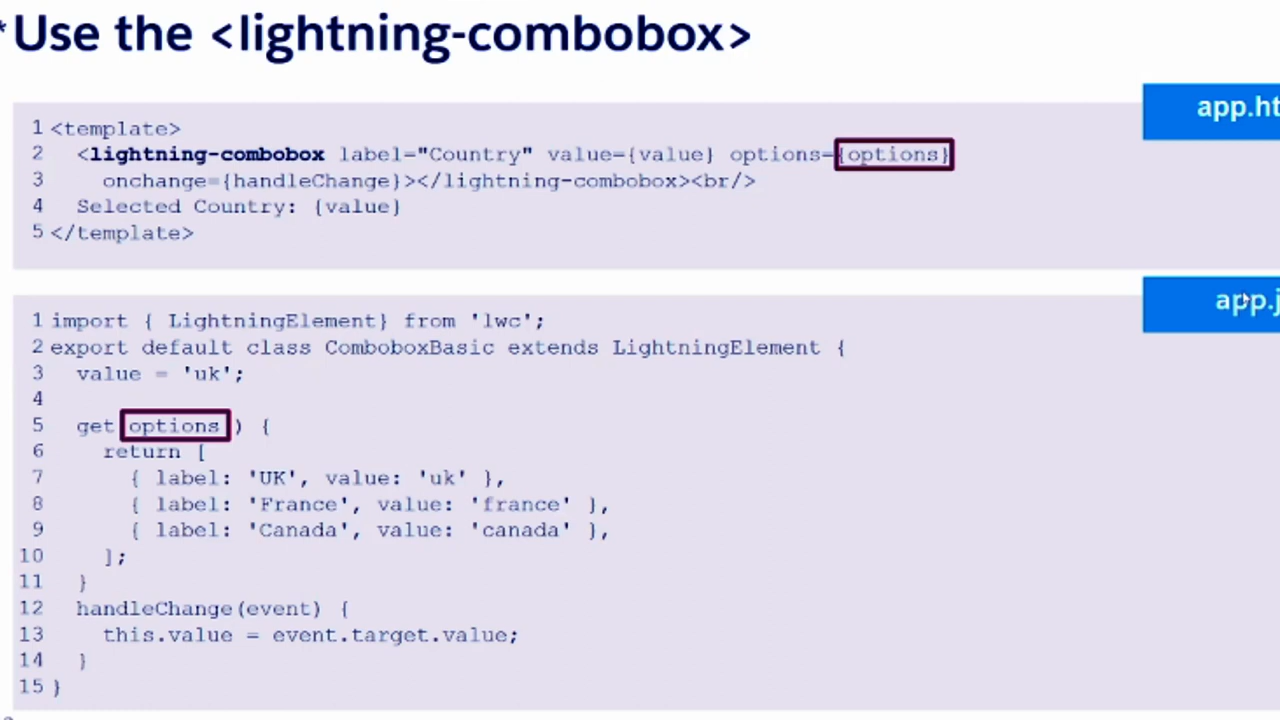 *Use the <lightning-combobox>
app.ht
1 <template>
2 <lightning-combobox label="Country" value={value} options={options}
3 onchange={handleChange}></lightning-combobox><br/>
4 Selected Country: {value}
5 </template>
app.j
1 import { LightningElement} from 'lwc';
2 export default class ComboboxBasic extends LightningElement {
3 value = 'uk';
4
5 get options ) {
6 return [
7 { label: 'UK', value: 'uk' },
8 { label: 'France', value: 'france' },
9 { label: 'Canada', value: 'canada' },
10 ];
11 }
12 handleChange(event) {
13 this.value = event.target.value;
14 }
15 }